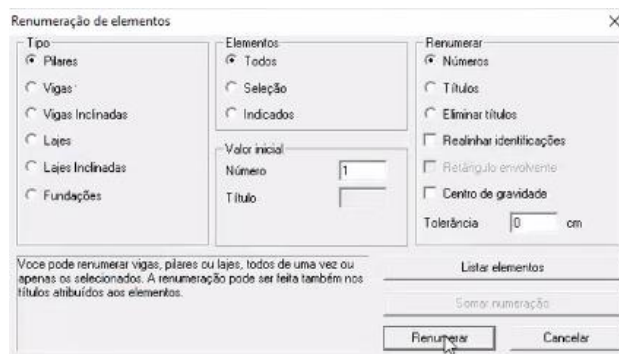 Renumeração de elementos
Tipo
Pilares
Vigas
Vigas Inclinadas
Lajes
Lajes Inclinadas
Fundações
Elementos
Todos
Seleção
Indicados
Valor inicial
Número 1
Título
Renumerar
Números
Títulos
Eliminar títulos
Realinhar identificações
Retângulo envolvente
Centro de gravidade
Tolerância 0 cm
Voce pode renumerar vigas, pilares ou lajes, todos de uma vez ou
apenas os selecionados. A renumeração pode ser feita também nos
títulos atribuídos aos elementos.
Listar elementos
Somar numeração
Renumerar Cancelar